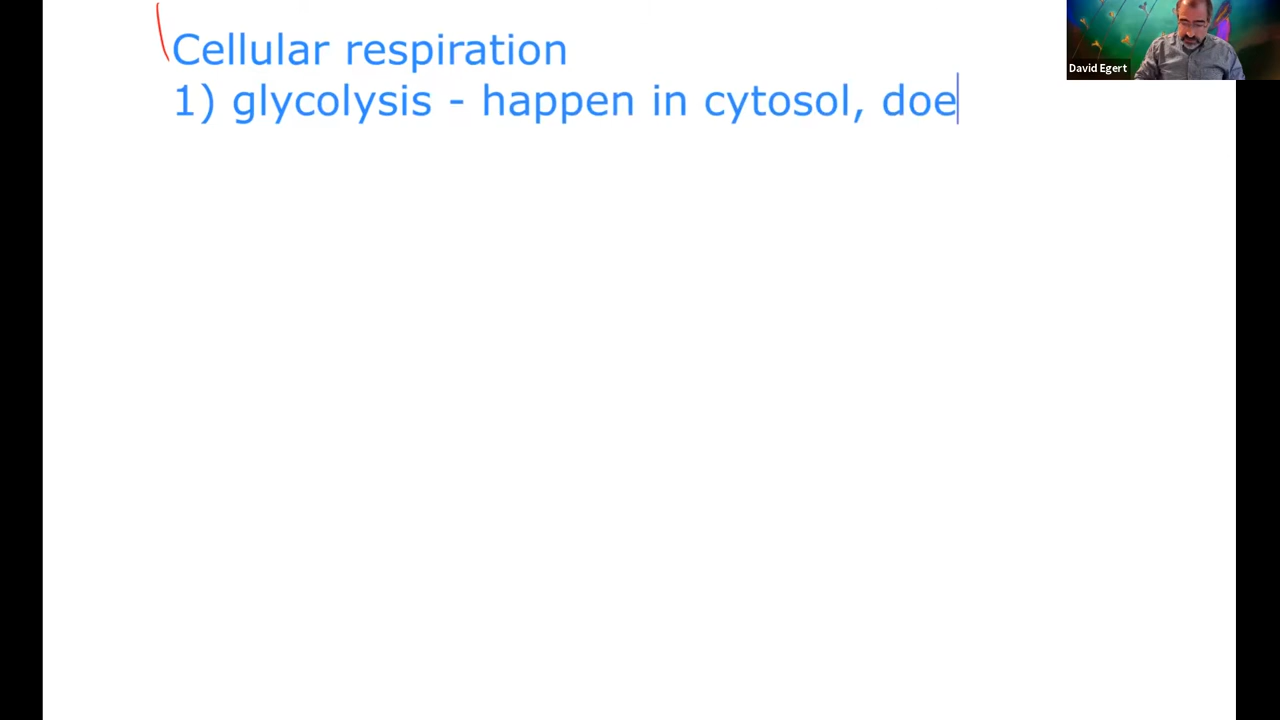 Cellular respiration
1) glycolysis - happen in cytosol, doe
David Egert